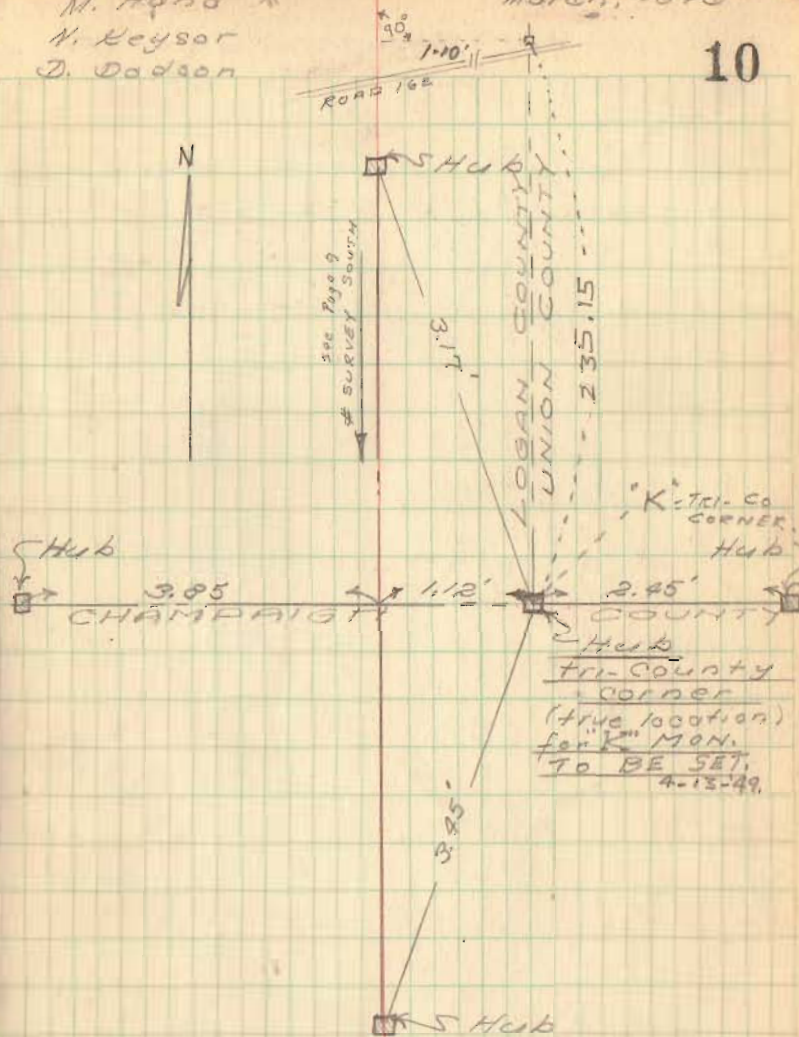 N. Keysor
D. Dodson
10
90°
1.10'
ROAD 162
N
Hub
see Page 9
# SURVEY SOUTH
3.17'
LOGAN COUNTY
UNION COUNTY
235.15
"K" TRI-CO
CORNER.
Hub
Hub
3.85
1.12'
2.45'
CHAMPAIGN COUNTY
Hub
tri-County
corner
(true location)
for "K" MON.
TO BE SET.
4-13-49.
3.85'
Hub